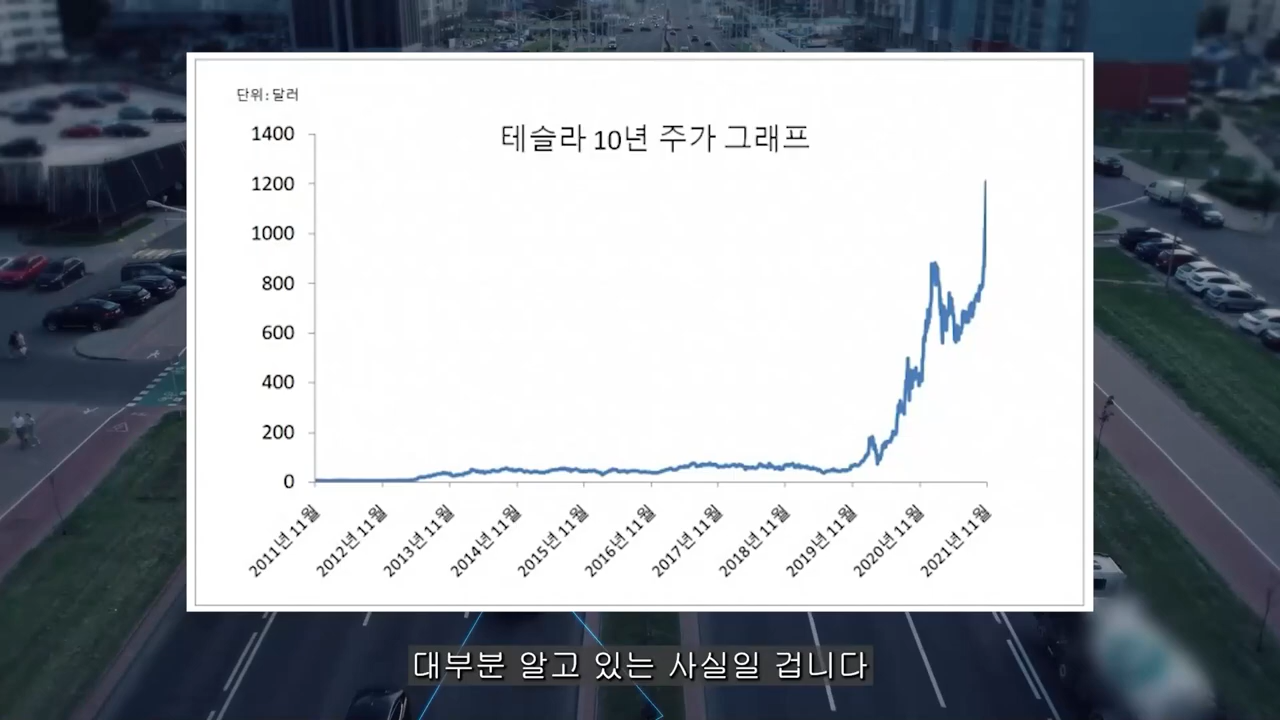 단위:달러
테슬라 10년 주가 그래프
1400
1200
1000
800
600
400
200
0
2011년 11월
2012년 11월
2013년 11월
2014년 11월
2015년 11월
2016년 11월
2017년 11월
2018년 11월
2019년 11월
2020년 11월
2021년 11월
대부분 알고 있는 사실일 겁니다